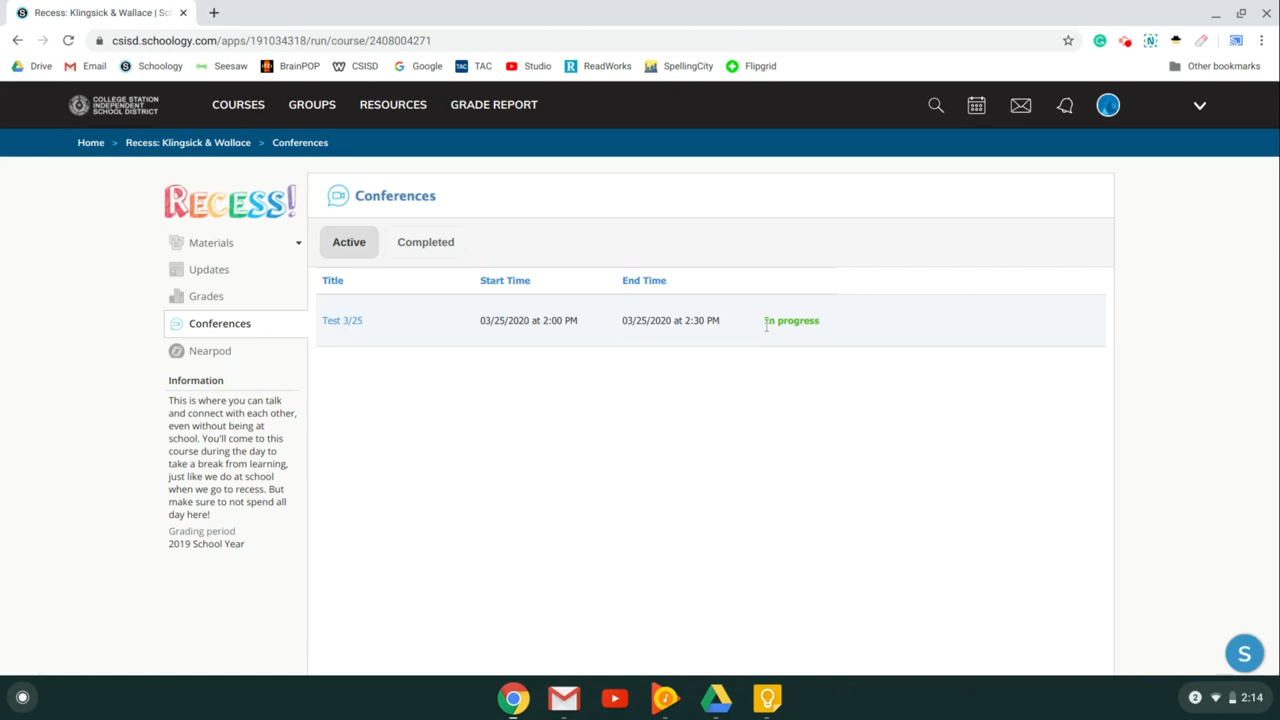 Recess: Klingsick & Wallace | Sc
csisd.schoology.com/apps/191034318/run/course/2408004271
Drive Email Schoology Seesaw BrainPOP CSISD Google TAC Studio ReadWorks SpellingCity Flipgrid Other bookmarks
COLLEGE STATION
INDEPENDENT
SCHOOL DISTRICT
COURSES GROUPS RESOURCES GRADE REPORT
Home > Recess: Klingsick & Wallace > Conferences
RECESS!
Conferences
Active Completed
Materials
Updates
Grades
Conferences
Nearpod
Title Start Time End Time
Test 3/25 03/25/2020 at 2:00 PM 03/25/2020 at 2:30 PM In progress
Information
This is where you can talk
and connect with each other,
even without being at
school. You'll come to this
course during the day to
take a break from learning,
just like we do at school
when we go to recess. But
make sure to not spend all
day here!
Grading period
2019 School Year
S
2 2:14